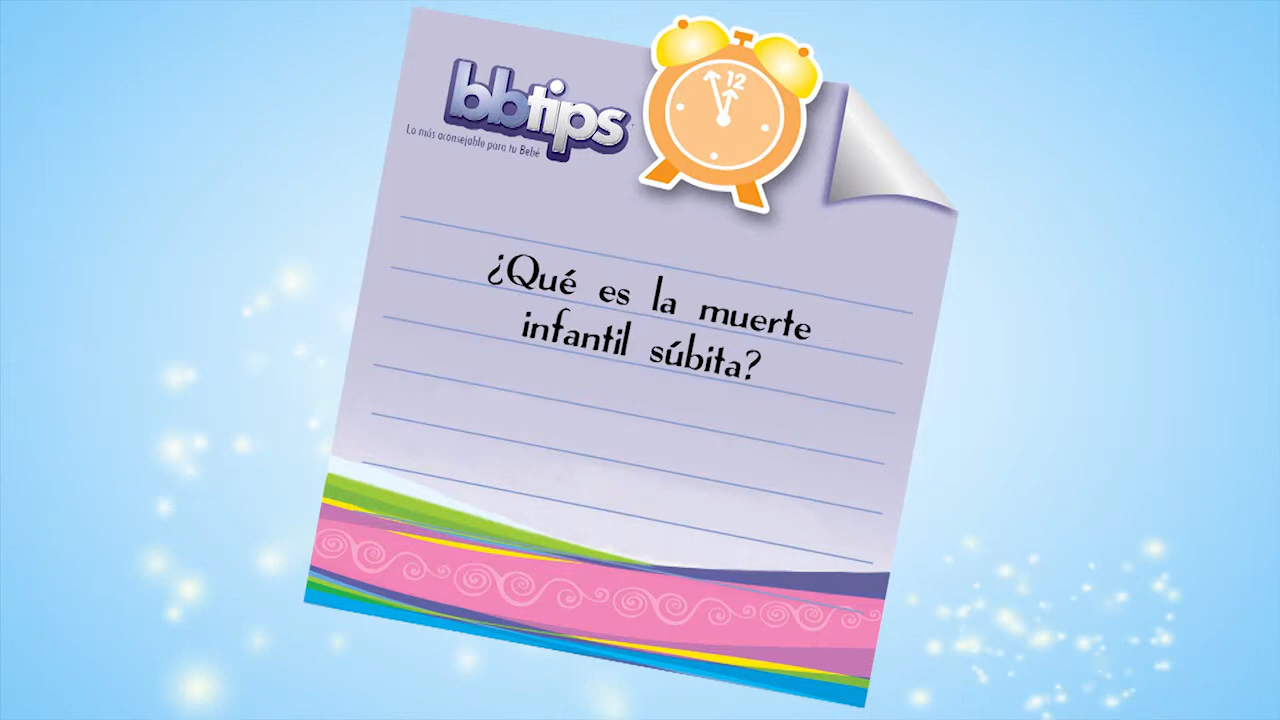 bbtips
Lo más aconsejable para tu Bebé
12
¿Qué es la muerte
infantil súbita?